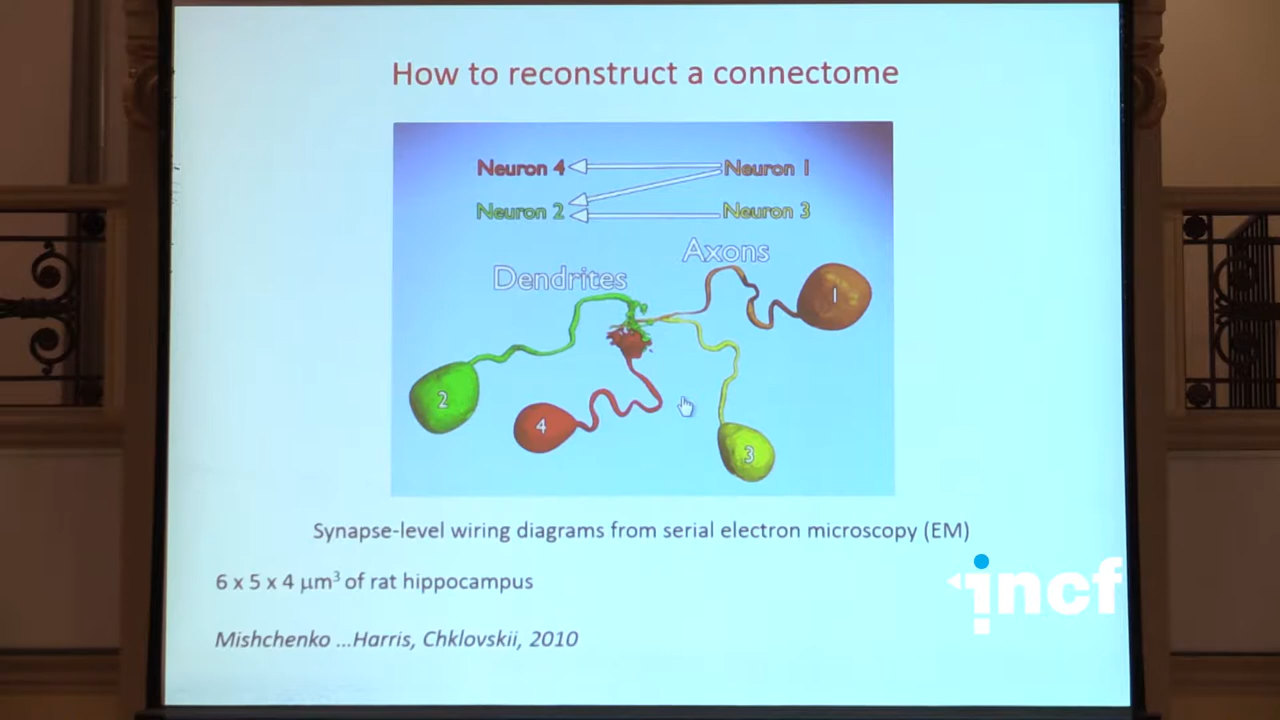 How to reconstruct a connectome
Neuron 4 Neuron 1
Neuron 2 Neuron 3
Axons
Dendrites
1
2
4
3
Synapse-level wiring diagrams from serial electron microscopy (EM)
6 x 5 x 4 µm³ of rat hippocampus
incf
Mishchenko ...Harris, Chklovskii, 2010